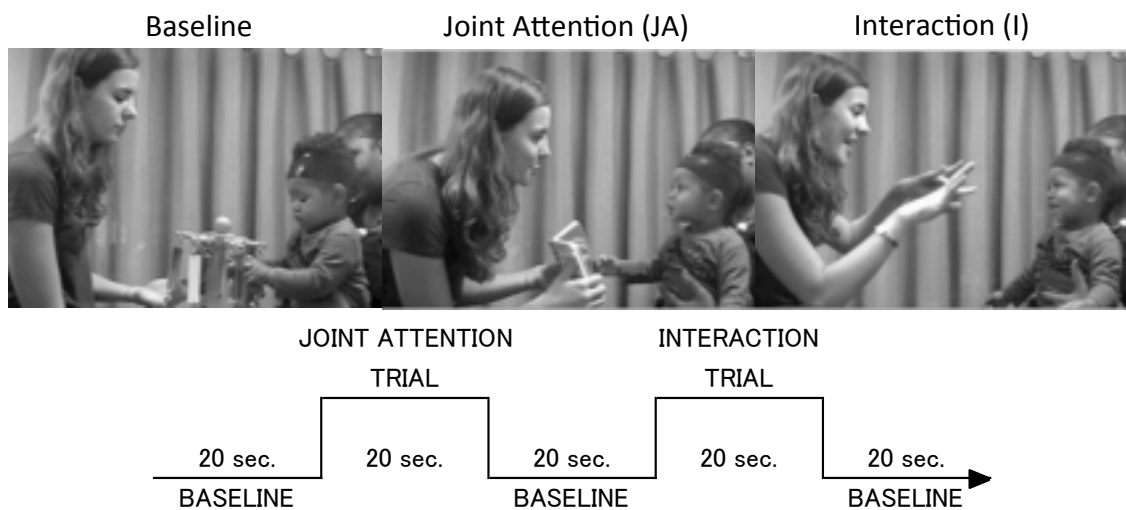 Baseline Joint Attention (JA) Interaction (I)
JOINT ATTENTION INTERACTION
TRIAL TRIAL
20 sec. 20 sec. 20 sec. 20 sec. 20 sec.
BASELINE BASELINE BASELINE